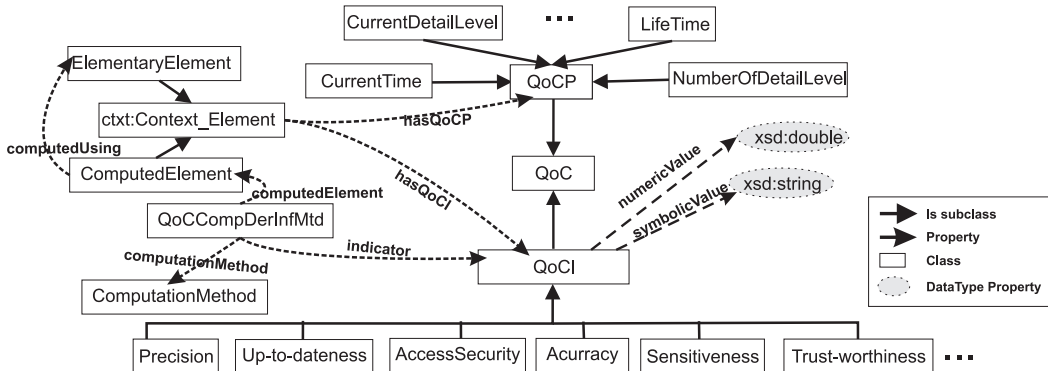 CurrentDetailLevel
...
LifeTime
ElementaryElement
CurrentTime
QoCP
NumberOfDetailLevel
ctxt:Context_Element
hasQoCP
computedUsing
ComputedElement
hasQoCI
QoC
numericValue
xsd:double
xsd:string
computedElement
QoCCompDerInfMtd
symbolicValue
Is subclass
Property
Class
DataType Property
indicator
computationMethod
QoCI
ComputationMethod
Precision
Up-to-dateness
AccessSecurity
Acurracy
Sensitiveness
Trust-worthiness
...